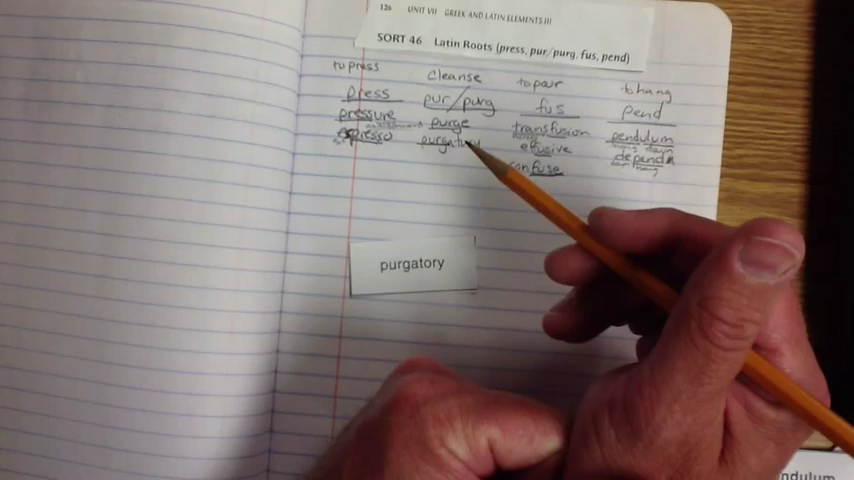 126 UNIT VII GREEK AND LATIN ELEMENTS III
SORT 46 Latin Roots (press, pur/purg, fus, pend)
to press cleanse to pour to hang
press pur/purg fus pend
pressure purge transfusion pendulum
espresso purgatory effusive depend
confuse
purgatory
ndulum